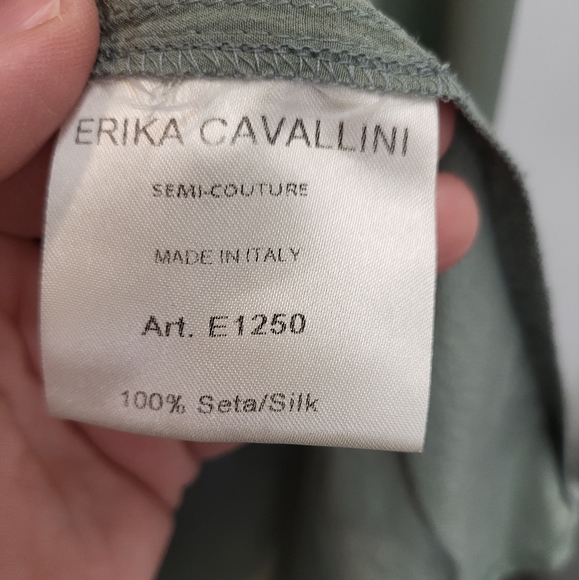 ERIKA CAVALLINI
SEMI-COUTURE
MADE IN ITALY
Art. E1250
100% Seta/Silk